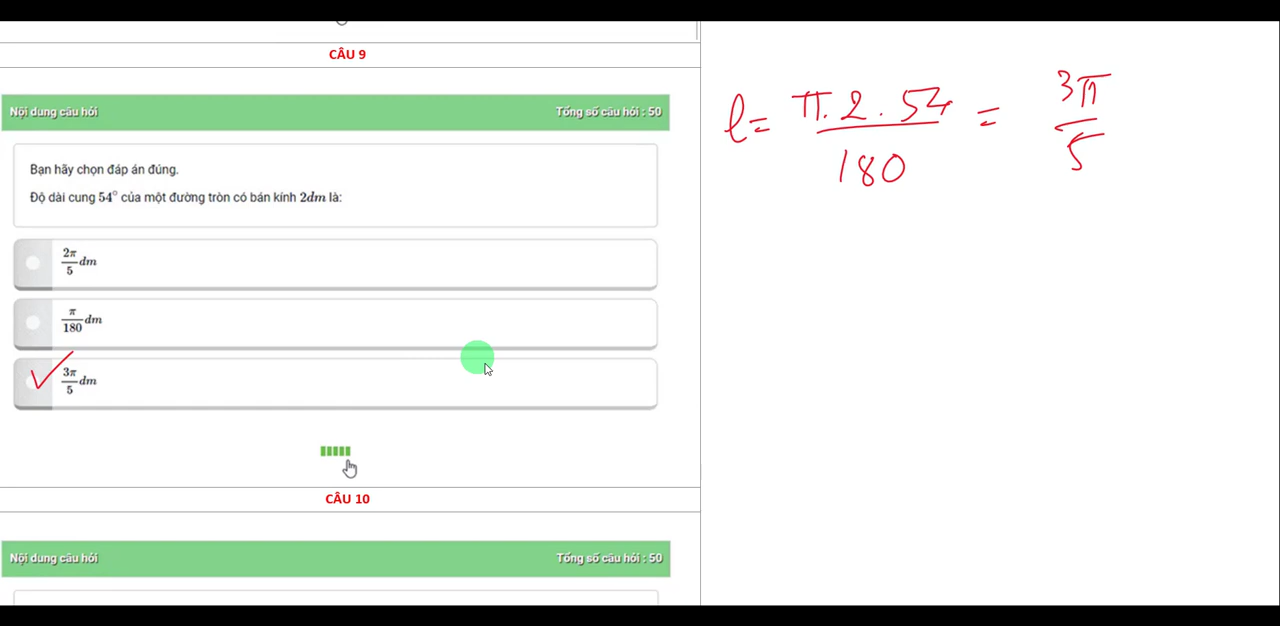 CÂU 9
Nội dung câu hỏi Tổng số câu hỏi : 50
Bạn hãy chọn đáp án đúng.
Độ dài cung 54° của một đường tròn có bán kính 2dm là:
2π/5 dm
π/180 dm
3π/5 dm
CÂU 10
Nội dung câu hỏi Tổng số câu hỏi : 50
l = π.2.54/180 = 3π/5